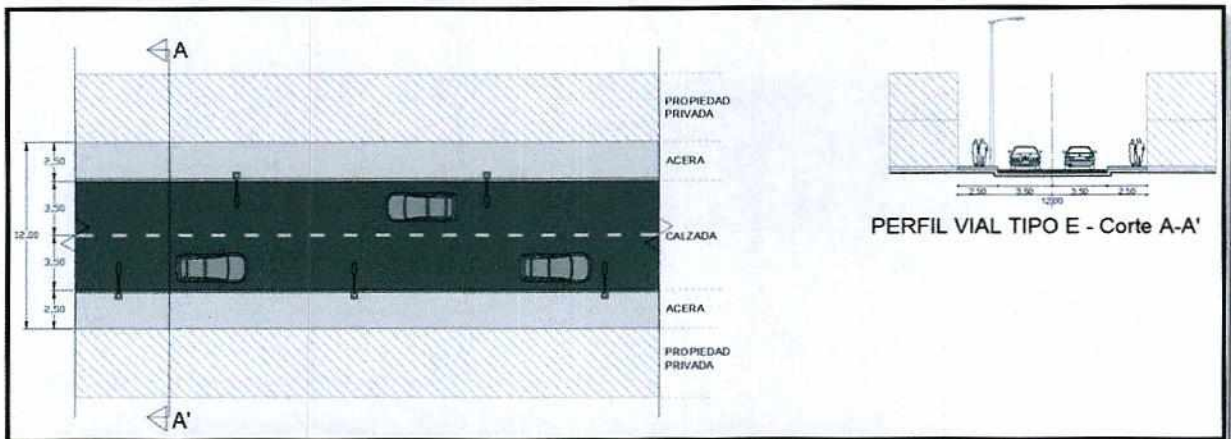 A
PROPIEDAD
PRIVADA
ACERA
2,50
3,50
12,00
CALZADA
3,50
2,50
ACERA
PROPIEDAD
PRIVADA
A'
2.50 3.50 3.50 2.50
12,00
PERFIL VIAL TIPO E - Corte A-A'